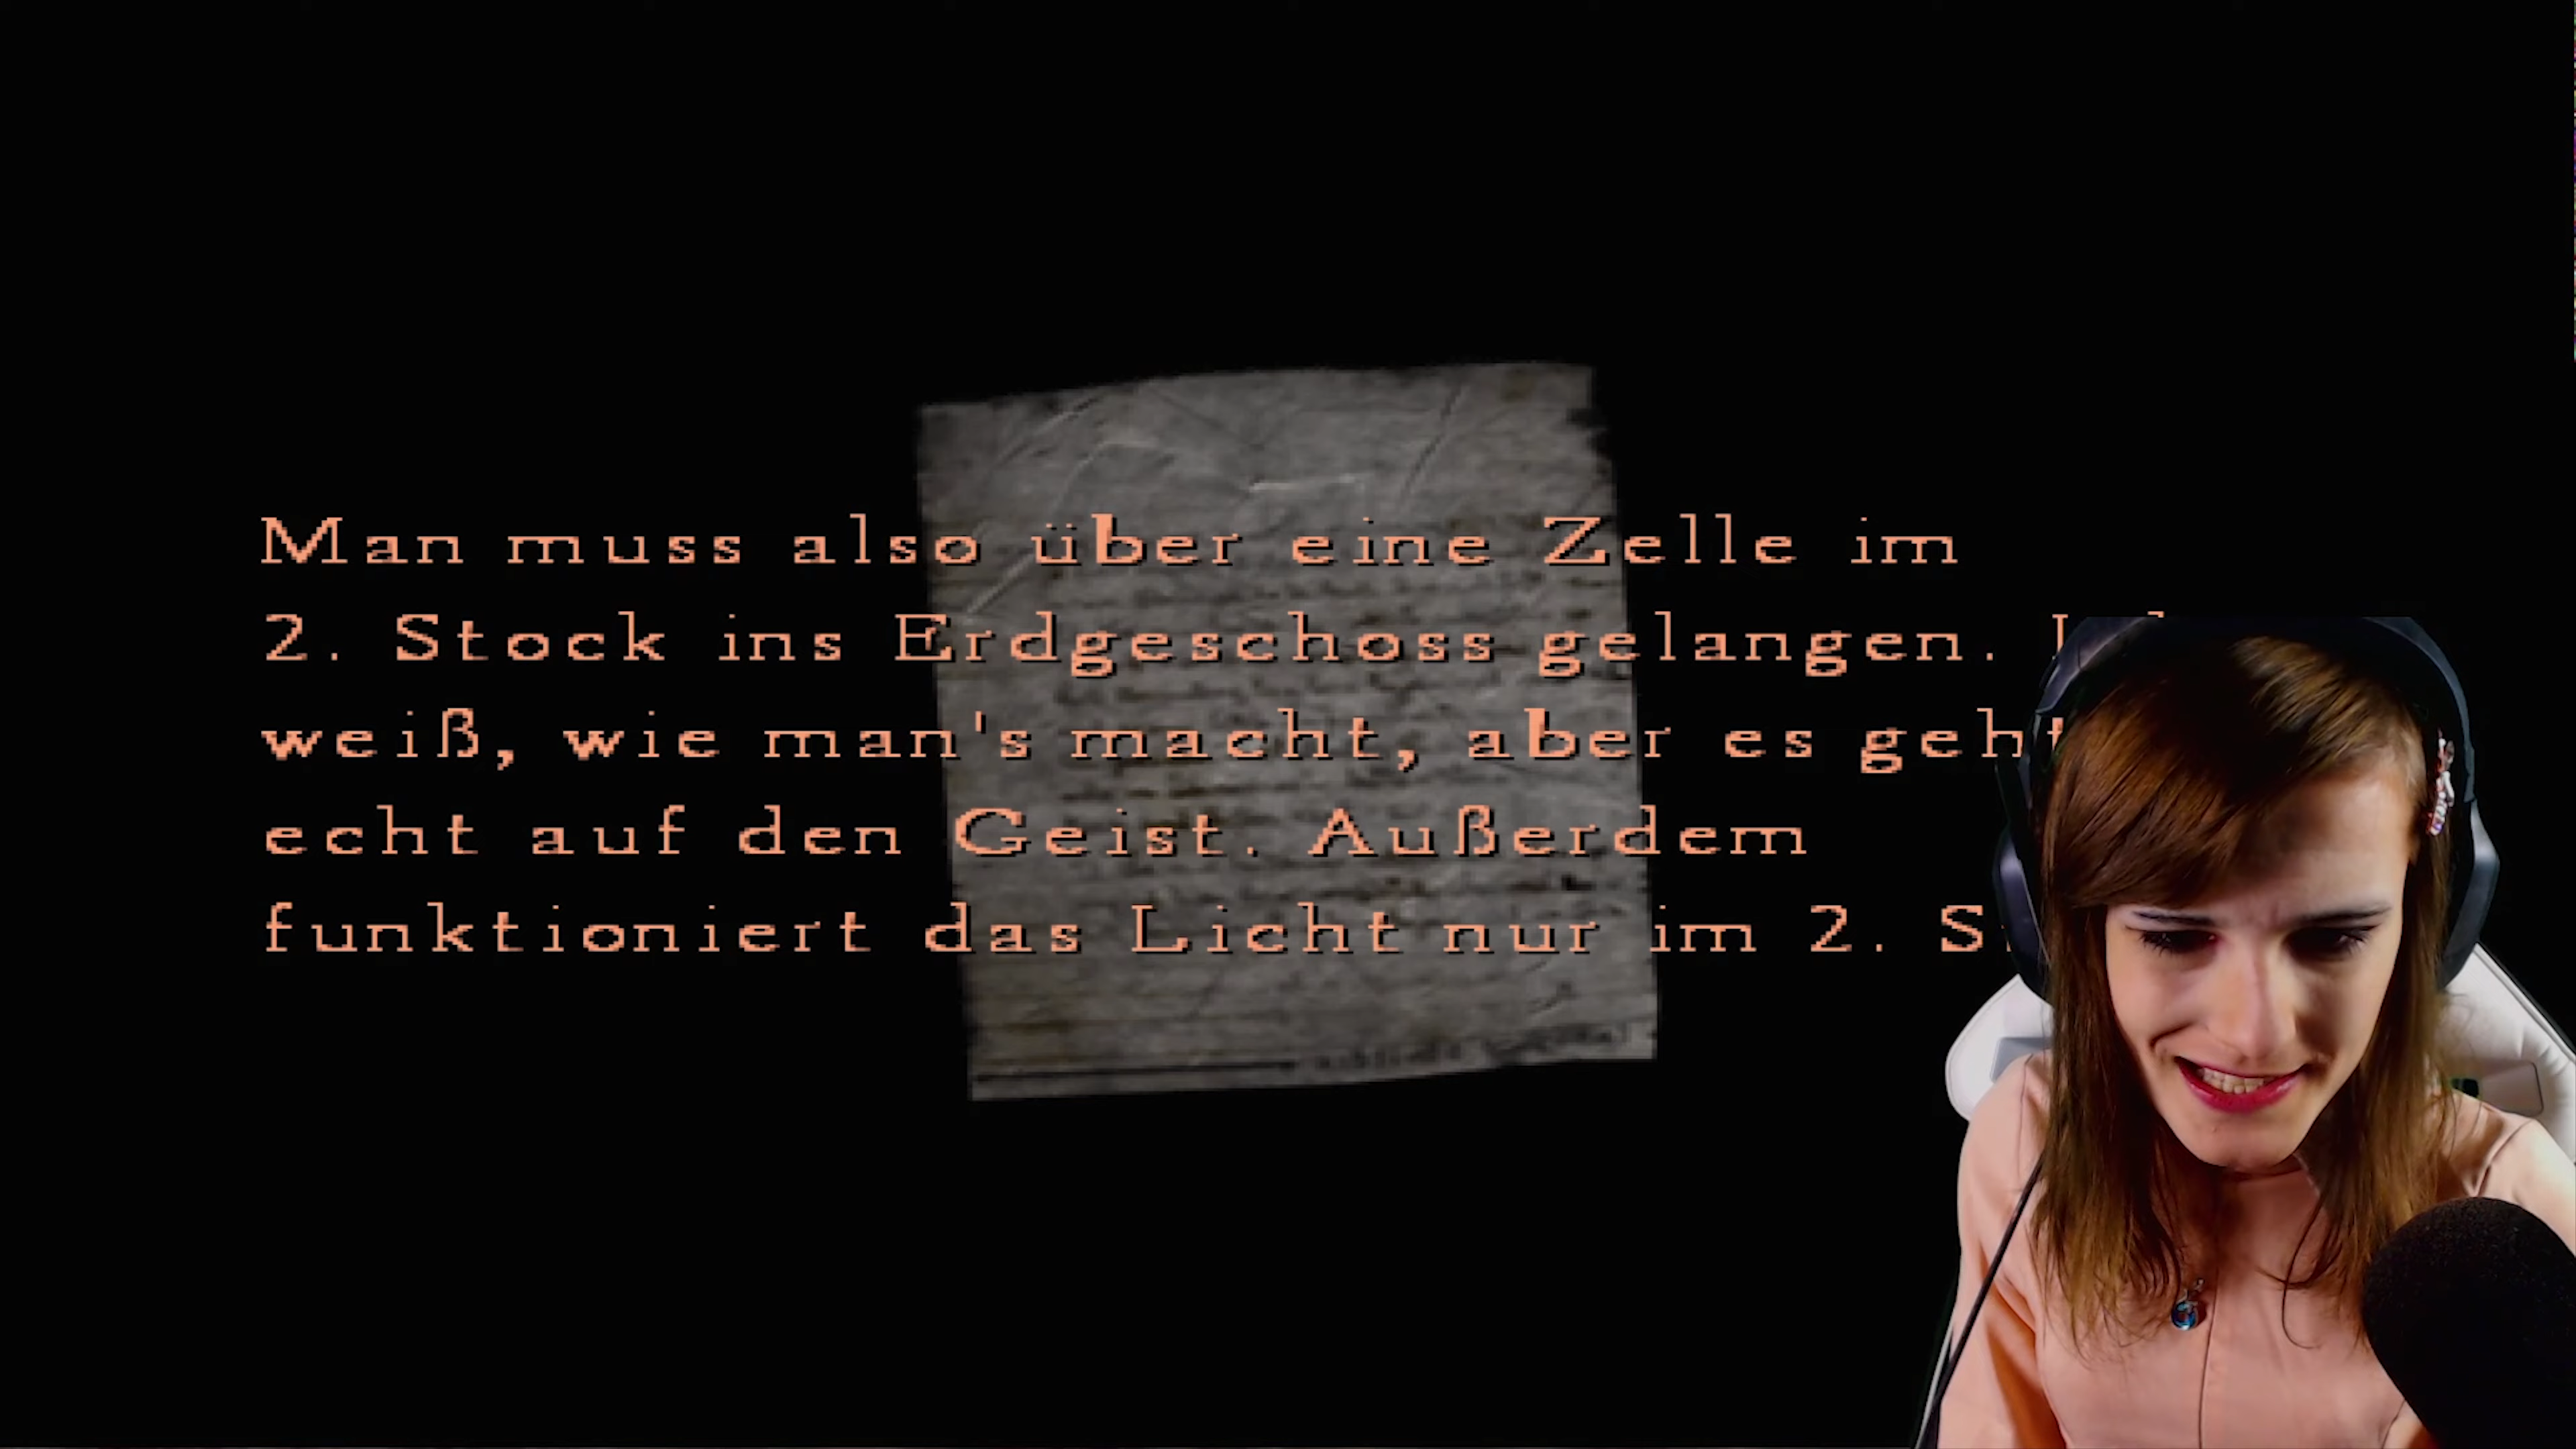 Man muss also über eine Zelle im
2. Stock ins Erdgeschoss gelangen.
weiß, wie man's macht, aber es geht
echt auf den Geist. Außerdem
funktioniert das Licht nur im 2.